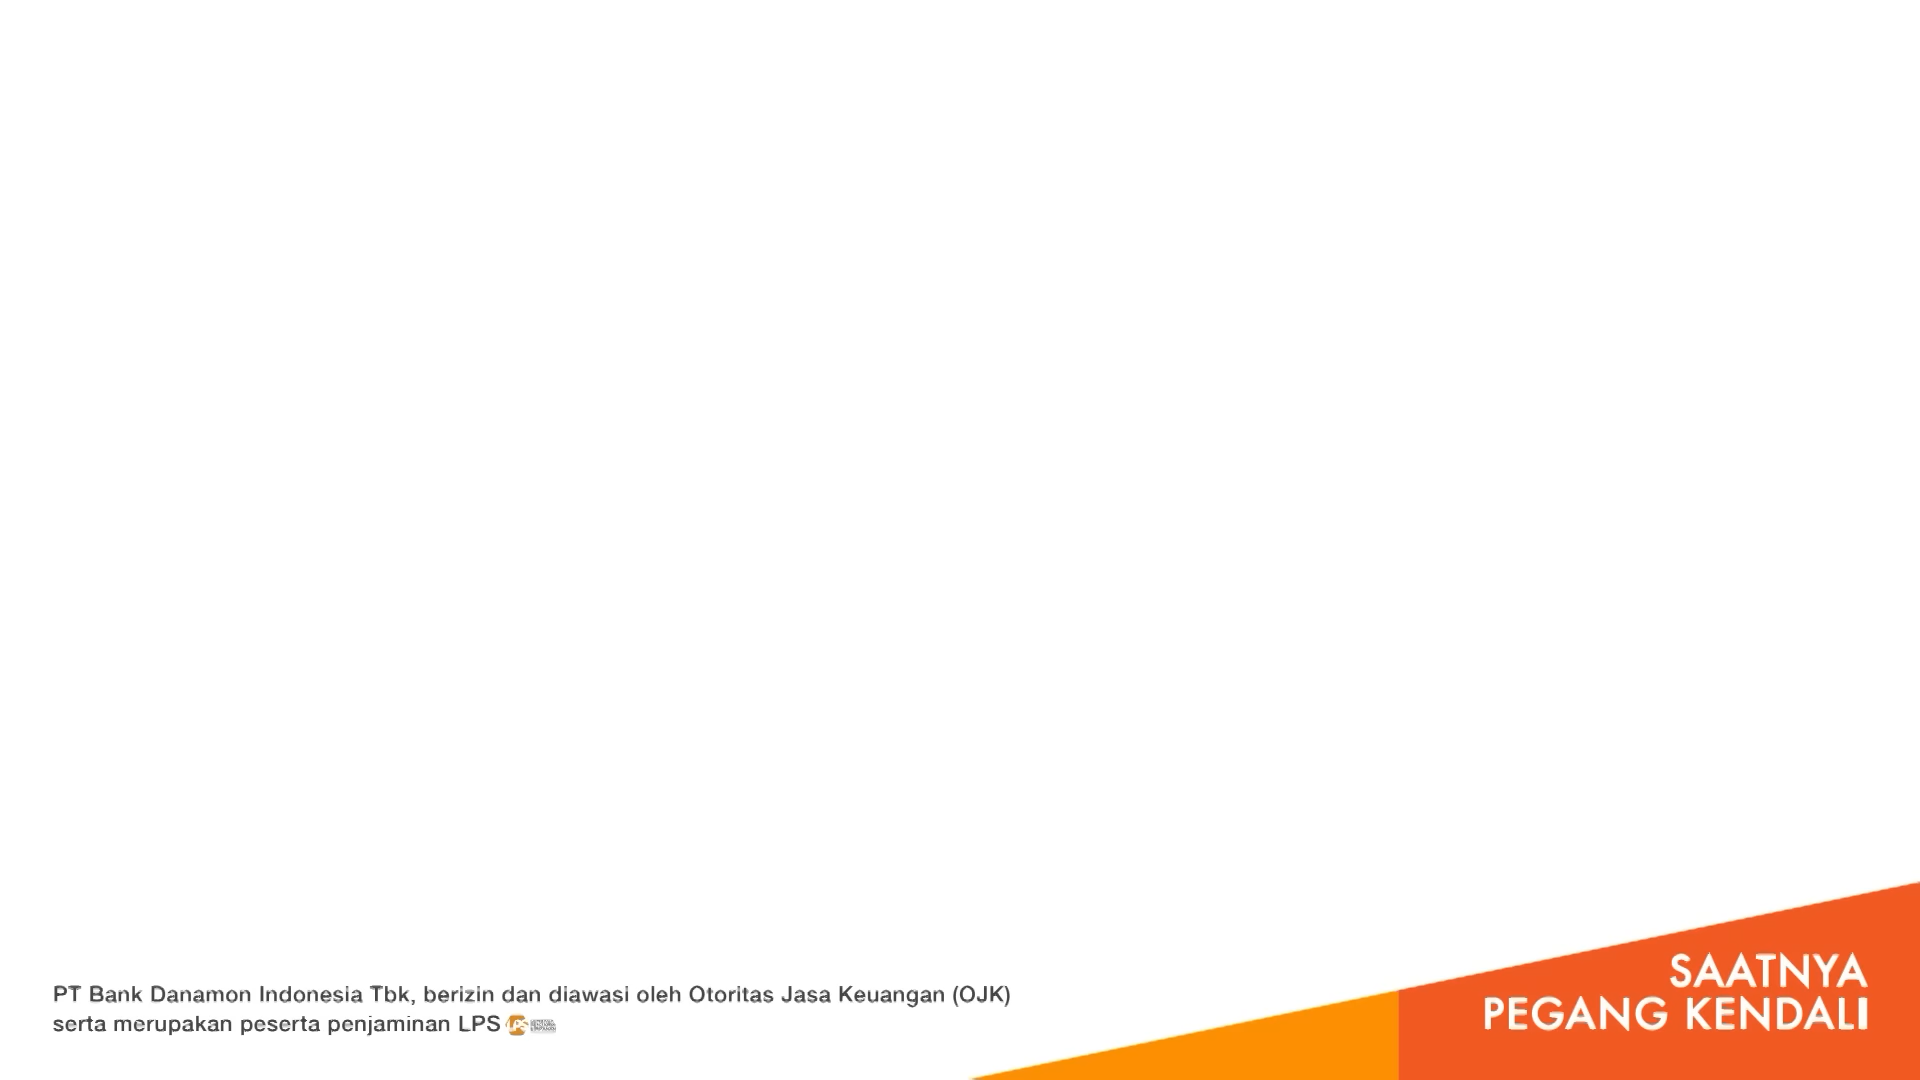 SAATNYA
PEGANG KENDALI
PT Bank Danamon Indonesia Tbk, berizin dan diawasi oleh Otoritas Jasa Keuangan (OJK)
serta merupakan peserta penjaminan LPS LPS